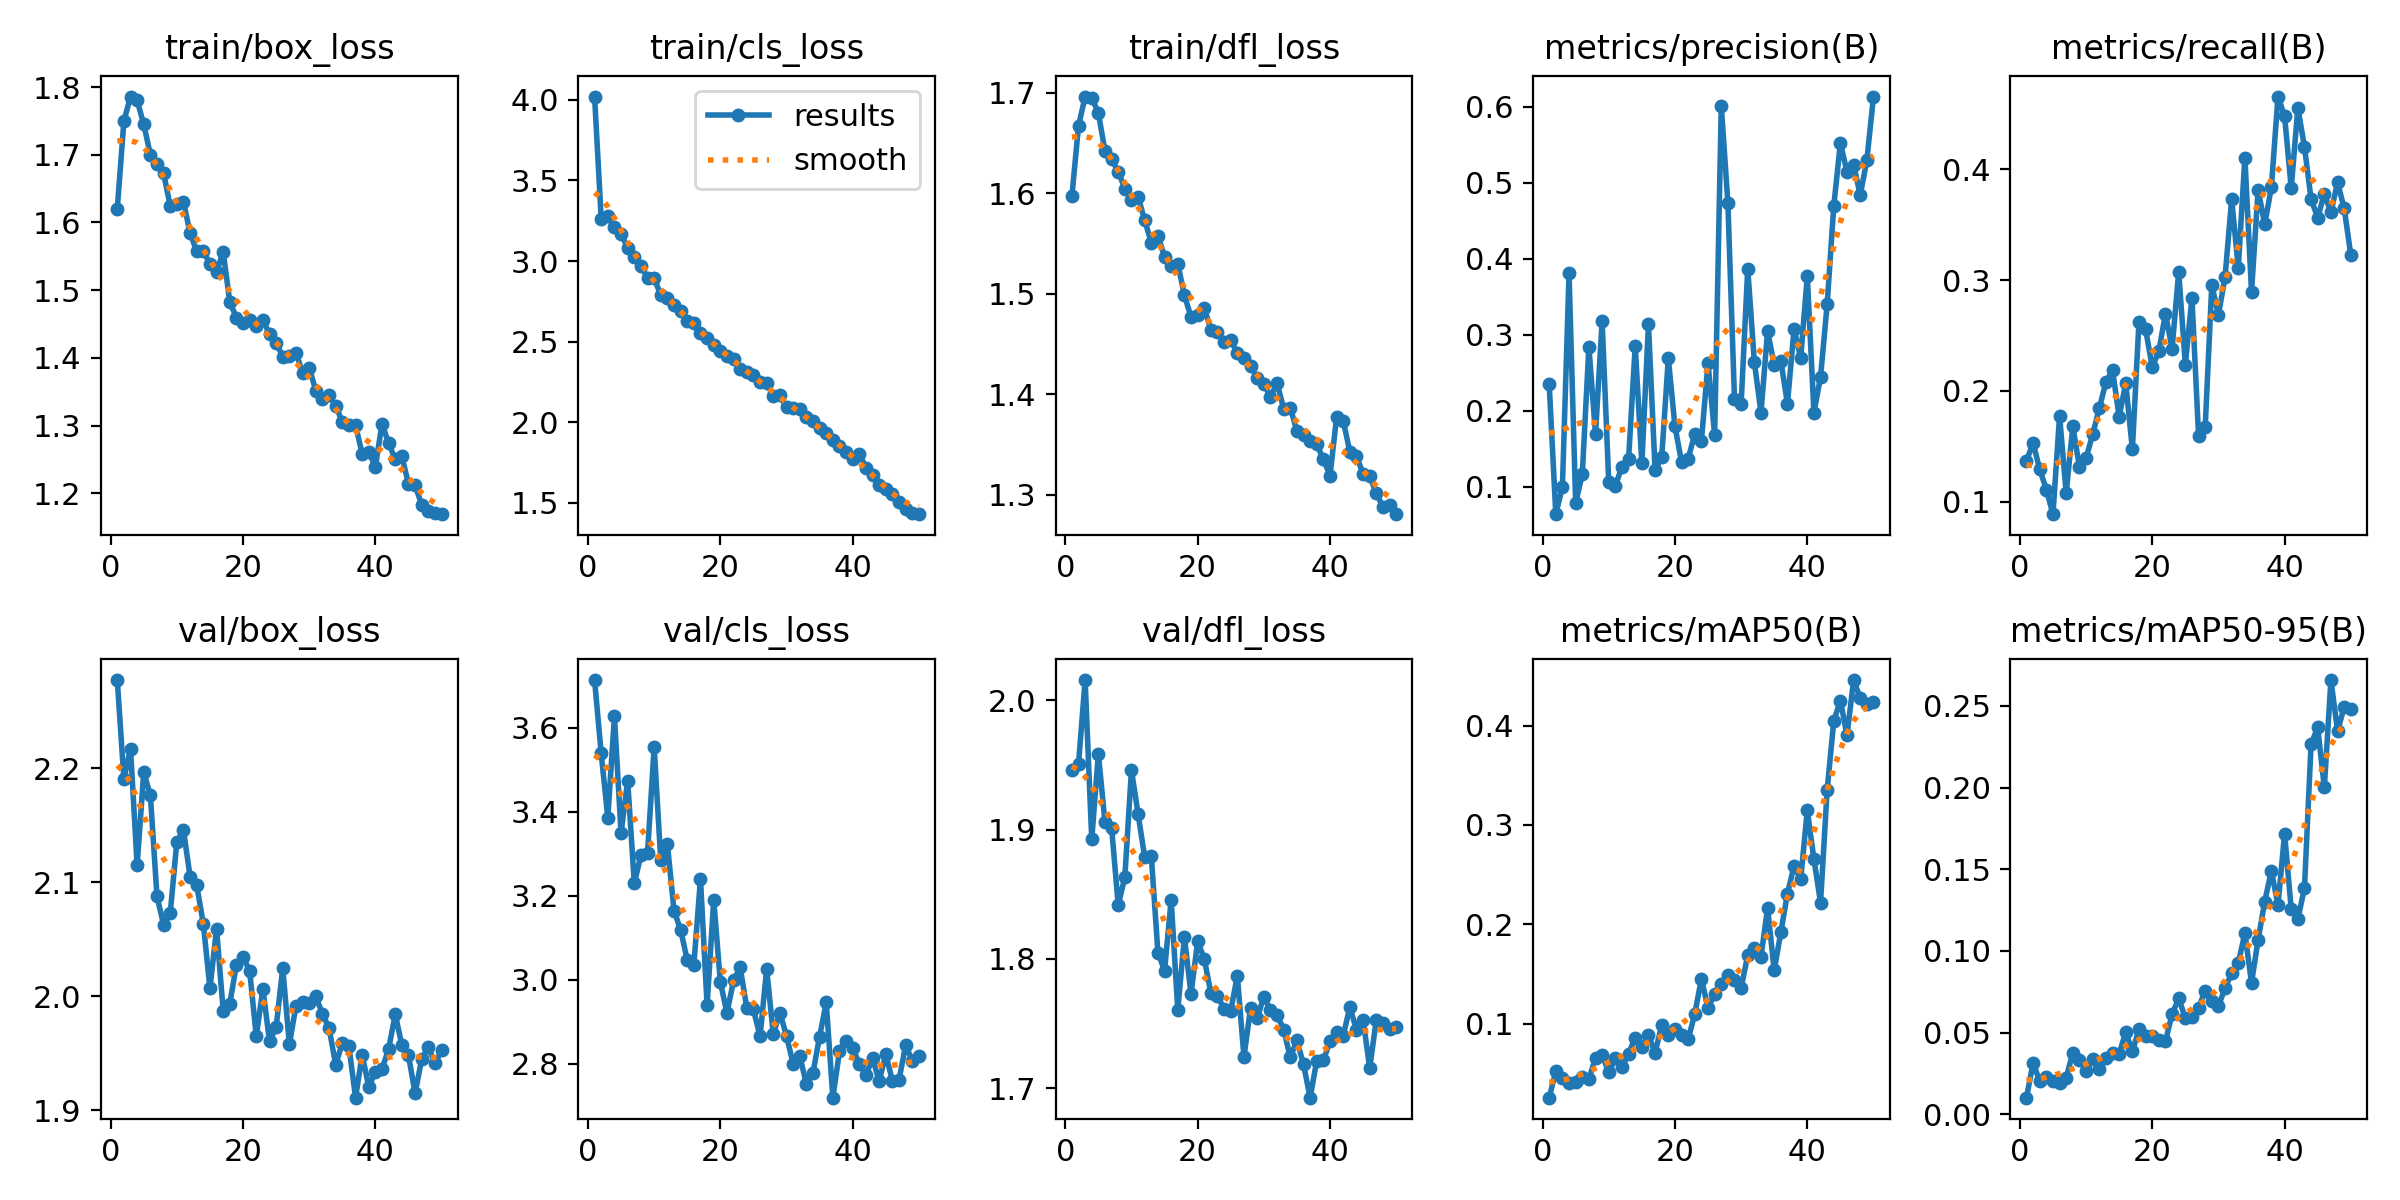 train/box_loss
1.8
1.7
1.6
1.5
1.4
1.3
1.2
0 20 40
train/cls_loss
results
smooth
4.0
3.5
3.0
2.5
2.0
1.5
0 20 40
train/dfl_loss
1.7
1.6
1.5
1.4
1.3
0 20 40
metrics/precision(B)
0.6
0.5
0.4
0.3
0.2
0.1
0 20 40
metrics/recall(B)
0.4
0.3
0.2
0.1
0 20 40
val/box_loss
2.2
2.1
2.0
1.9
0 20 40
val/cls_loss
3.6
3.4
3.2
3.0
2.8
0 20 40
val/dfl_loss
2.0
1.9
1.8
1.7
0 20 40
metrics/mAP50(B)
0.4
0.3
0.2
0.1
0 20 40
metrics/mAP50-95(B)
0.25
0.20
0.15
0.10
0.05
0.00
0 20 40